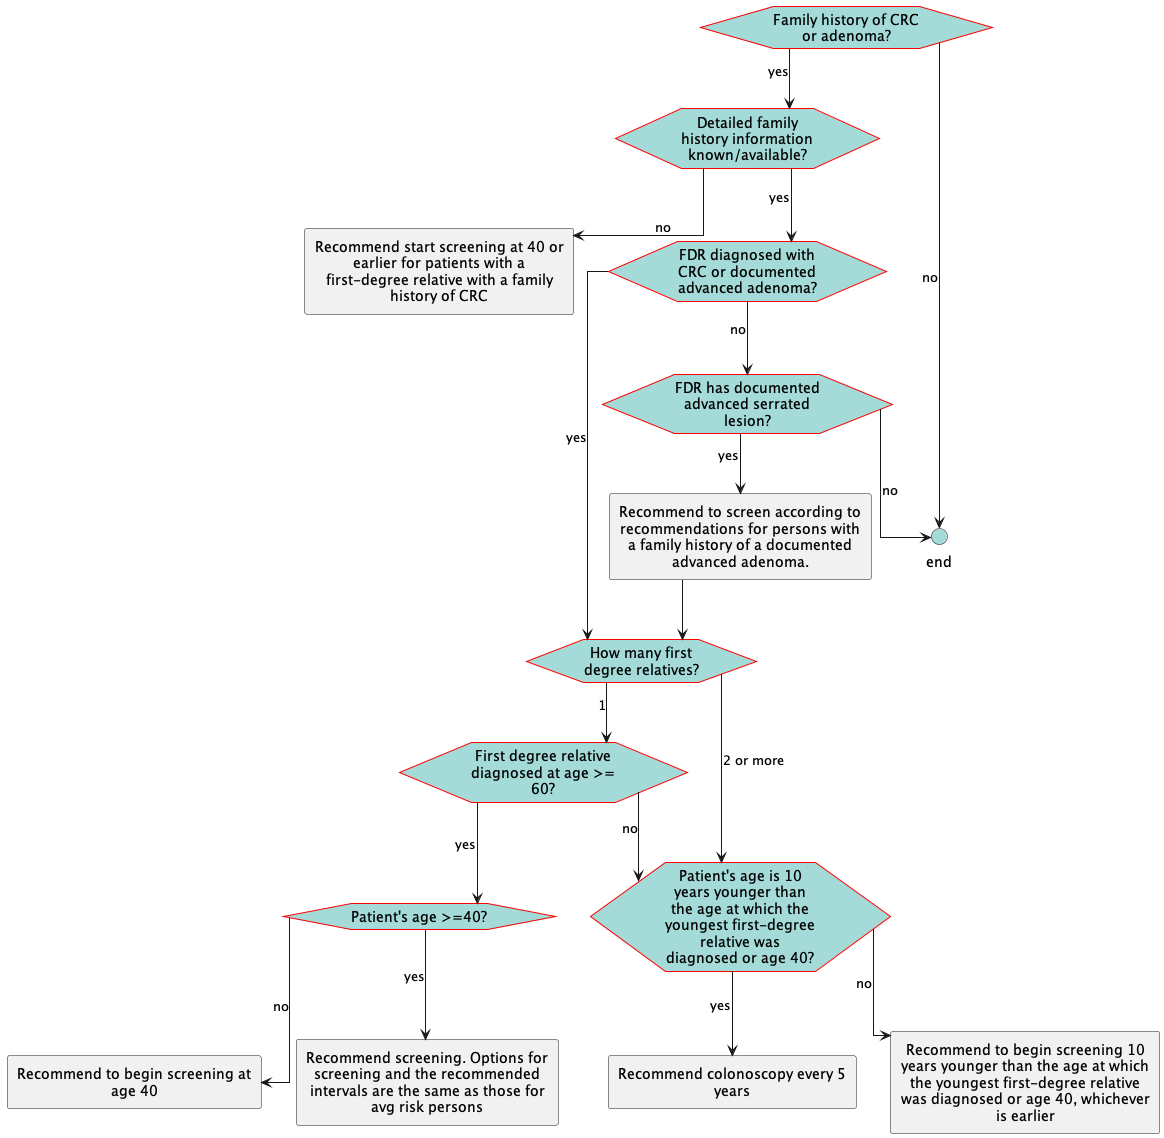 Family history of CRC
or adenoma?
yes
Detailed family
history information
known/available?
yes
no
Recommend start screening at 40 or
earlier for patients with a
first-degree relative with a family
history of CRC
FDR diagnosed with
CRC or documented
advanced adenoma?
no
no
FDR has documented
advanced serrated
lesion?
yes
yes
no
Recommend to screen according to
recommendations for persons with
a family history of a documented
advanced adenoma.
end
How many first
degree relatives?
1
2 or more
First degree relative
diagnosed at age >=
60?
yes
no
Patient's age is 10
years younger than
the age at which the
youngest first-degree
relative was
diagnosed or age 40?
Patient's age >=40?
no
yes
yes
no
Recommend to begin screening at
age 40
Recommend screening. Options for
screening and the recommended
intervals are the same as those for
avg risk persons
Recommend colonoscopy every 5
years
Recommend to begin screening 10
years younger than the age at which
the youngest first-degree relative
was diagnosed or age 40, whichever
is earlier